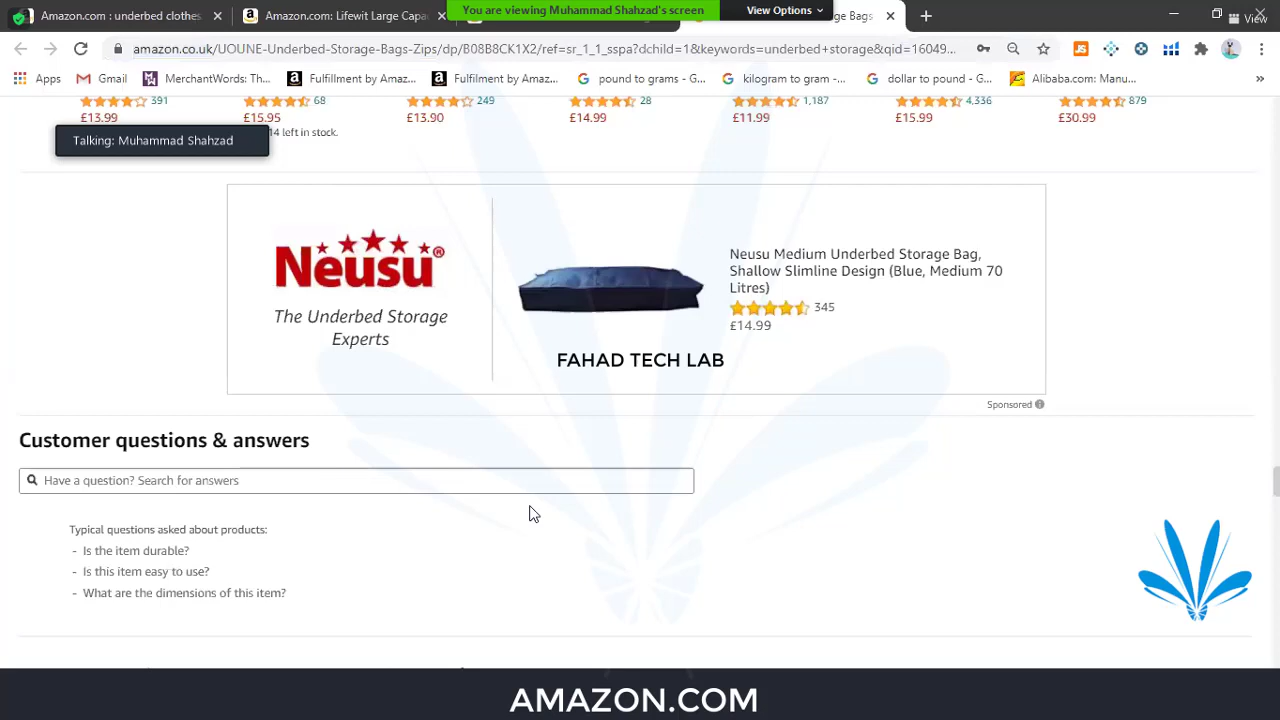 You are viewing Muhammad Shahzad's screen
View Options
Amazon.com : underbed clothes
Amazon.com: Lifewit Large Capac
ge Bags
View
amazon.co.uk/UOUNE-Underbed-Storage-Bags-Zips/dp/B08B8CK1X2/ref=sr_1_1_sspa?dchild=1&keywords=underbed+storage&qid=16049...
Apps
Gmail
MerchantWords: Th...
Fulfillment by Amaz...
Fulfilment by Amaz...
pound to grams - G...
kilogram to gram -...
dollar to pound - G...
Alibaba.com: Manu...
391 68 249 28 1,187 4,336 879
£13.99 £15.95 £13.90 £14.99 £11.99 £15.99 £30.99
14 left in stock.
Talking: Muhammad Shahzad
Neusu®
The Underbed Storage
Experts
Neusu Medium Underbed Storage Bag,
Shallow Slimline Design (Blue, Medium 70
Litres)
345
£14.99
FAHAD TECH LAB
Sponsored
Customer questions & answers
Have a question? Search for answers
Typical questions asked about products:
- Is the item durable?
- Is this item easy to use?
- What are the dimensions of this item?
AMAZON.COM